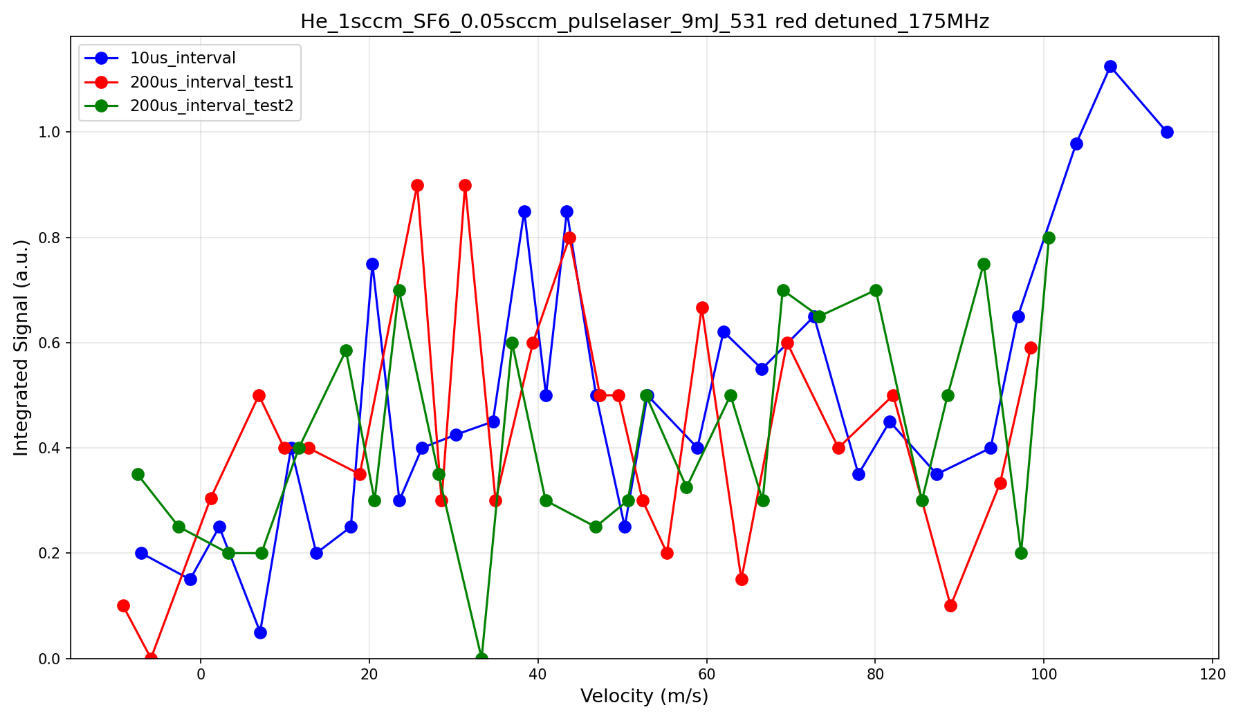 He_1sccm_SF6_0.05sccm_pulselaser_9mJ_531 red detuned_175MHz
10us_interval
200us_interval_test1
200us_interval_test2
Integrated Signal (a.u.)
1.0
0.8
0.6
0.4
0.2
0.0
0 20 40 60 80 100 120
Velocity (m/s)